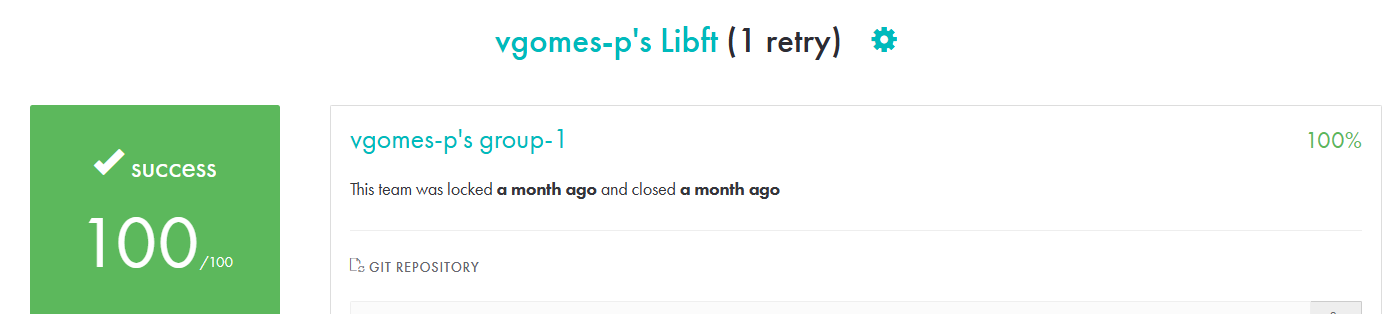 vgomes-p's Libft (1 retry)
success
100/100
vgomes-p's group-1
100%
This team was locked a month ago and closed a month ago
GIT REPOSITORY